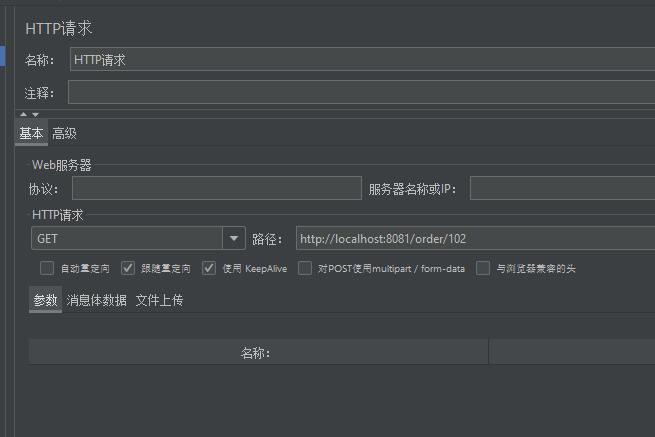 HTTP请求
名称： HTTP请求
注释：
基本 高级
Web服务器
协议： 服务器名称或IP：
HTTP请求
GET 路径： http://localhost:8081/order/102
自动重定向 跟随重定向 使用 KeepAlive 对POST使用multipart / form-data 与浏览器兼容的头
参数 消息体数据 文件上传
名称：